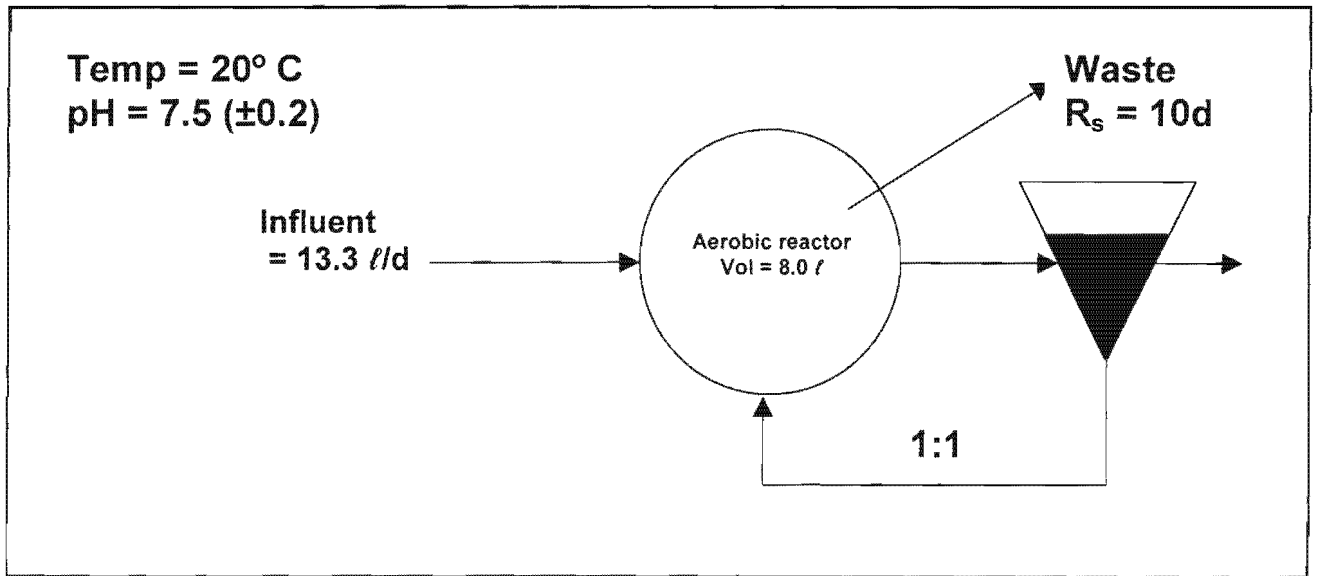 Temp = 20° C
pH = 7.5 (±0.2)
Waste
Rₛ = 10d
Influent
= 13.3 ℓ/d
Aerobic reactor
Vol = 8.0 ℓ
1:1